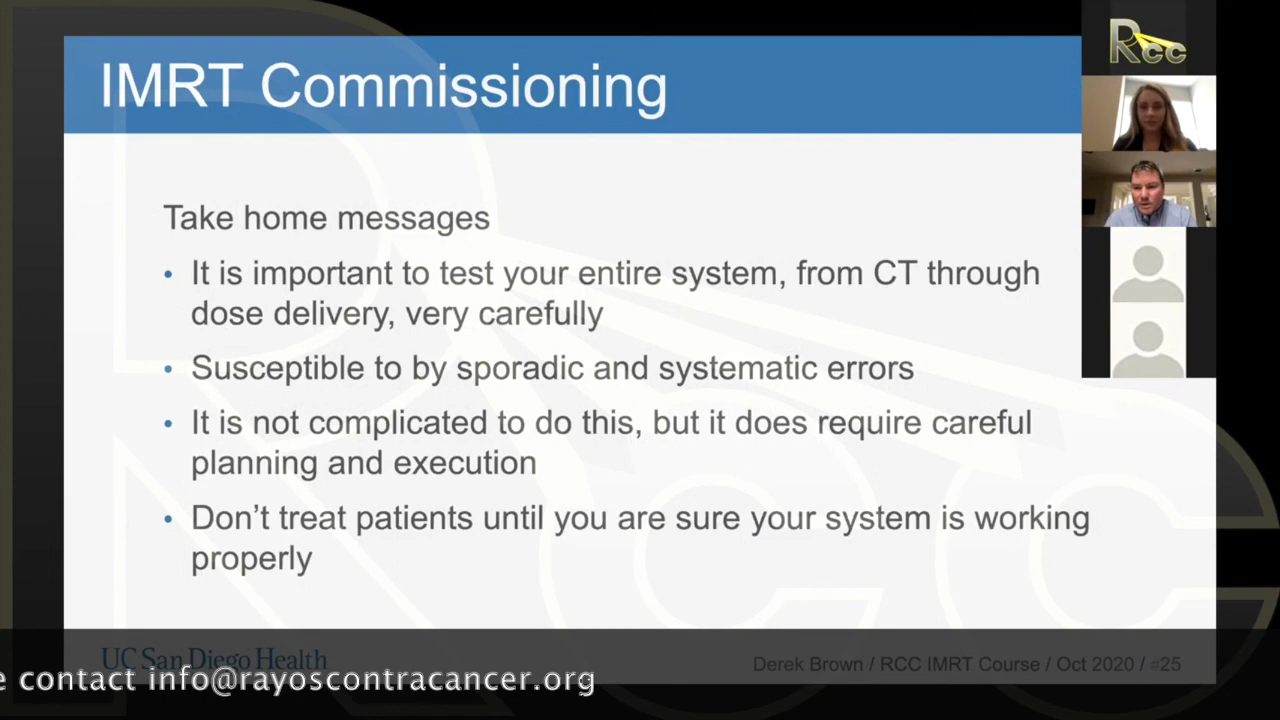 IMRT Commissioning
Rcc
Take home messages
• It is important to test your entire system, from CT through
dose delivery, very carefully
• Susceptible to by sporadic and systematic errors
• It is not complicated to do this, but it does require careful
planning and execution
• Don't treat patients until you are sure your system is working
properly
UC San Diego Health
Derek Brown / RCC IMRT Course / Oct 2020 / #25
e contact info@rayoscontracancer.org